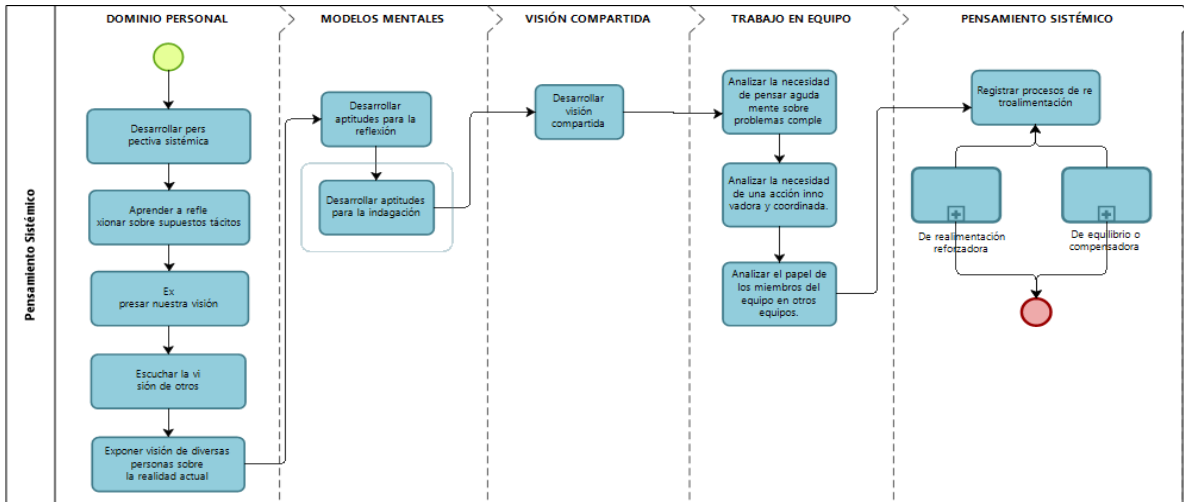 DOMINIO PERSONAL
MODELOS MENTALES
VISIÓN COMPARTIDA
TRABAJO EN EQUIPO
PENSAMIENTO SISTÉMICO
Pensamiento Sistémico
Desarrollar pers
pectiva sistémica
Aprender a refle
xionar sobre supuestos tácitos
Ex
presar nuestra visión
Escuchar la vi
sión de otros
Exponer visión de diversas
personas sobre
la realidad actual
Desarrollar
aptitudes para la
reflexión
Desarrollar aptitudes
para la indagación
Desarrollar
visión
compartida
Analizar la necesidad
de pensar aguda
mente sobre
problemas comple
Analizar la necesidad
de una acción inno
vadora y coordinada.
Analizar el papel de
los miembros del
equipo en otros
equipos.
Registrar procesos de re
troalimentación
De realimentación
reforzadora
De equilibrio o
compensadora